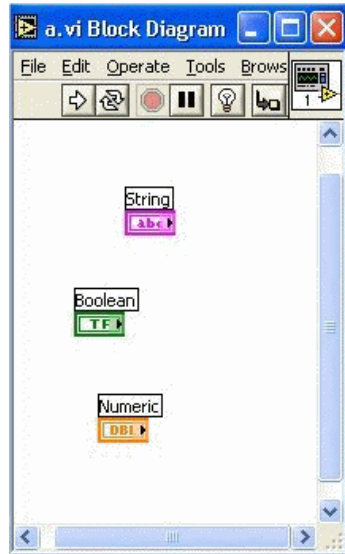 a.vi Block Diagram
File Edit Operate Tools Brows
1
String
abc
Boolean
TF
Numeric
DBL